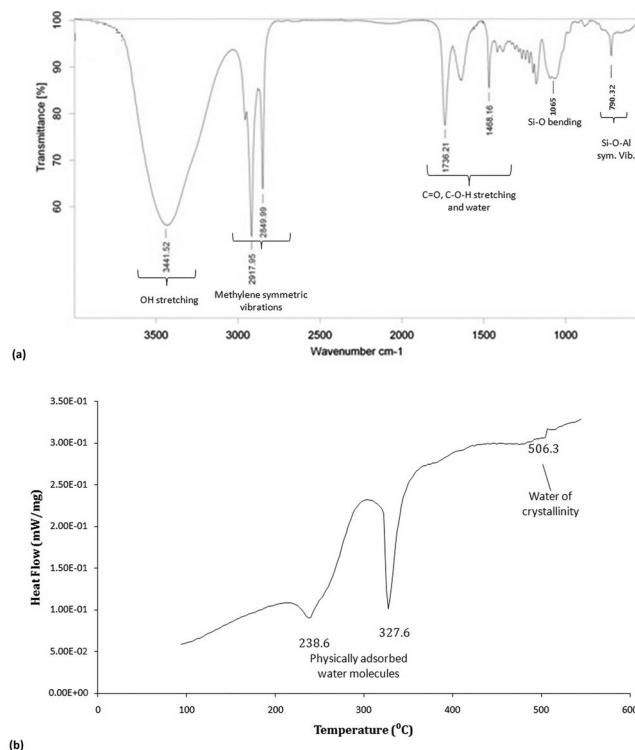 100
90
80
70
60
Transmittance [%]
3441.52
2917.95
2849.99
1736.21
1468.16
1065
790.32
OH stretching
Methylene symmetric
vibrations
C=O, C-O-H stretching
and water
Si-O bending
Si-O-Al
sym. Vib.
3500 3000 2500 2000 1500 1000
Wavenumber cm-1
(a)
3.50E-01
3.00E-01
2.50E-01
2.00E-01
1.50E-01
1.00E-01
5.00E-02
0.00E+00
Heat Flow (mW/mg)
506.3
Water of
crystallinity
238.6
327.6
Physically adsorbed
water molecules
0 100 200 300 400 500 600
Temperature (⁰C)
(b)